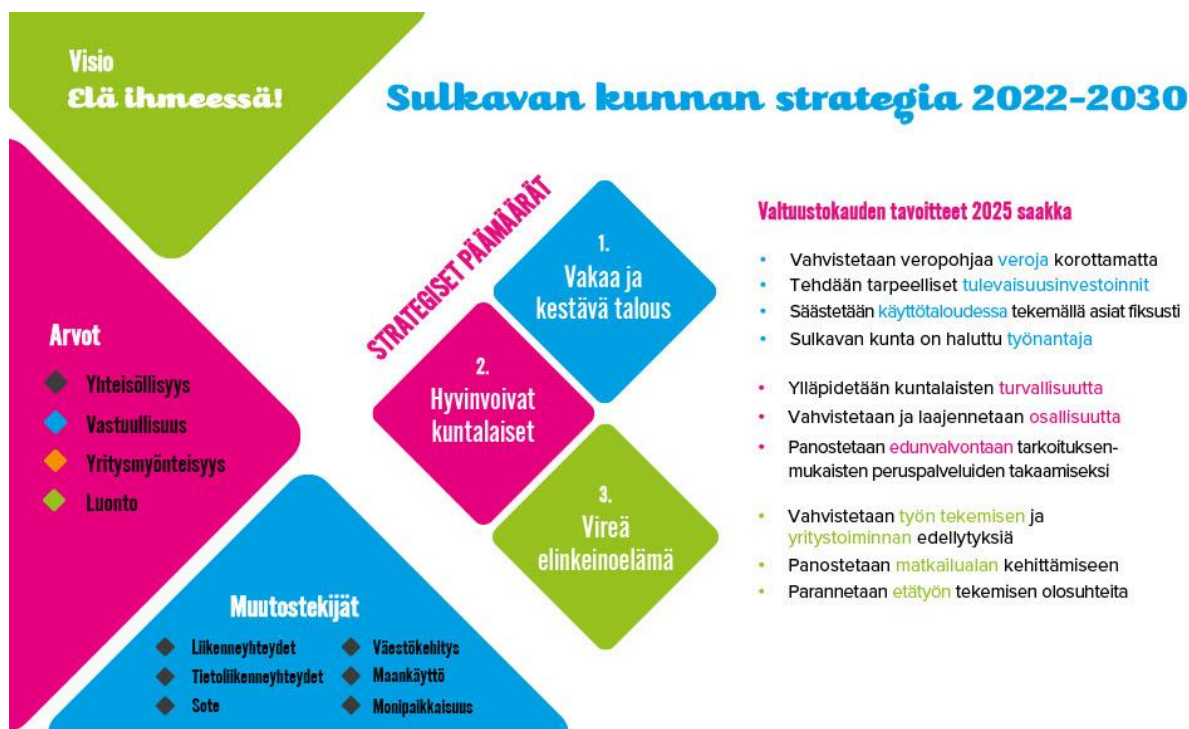 Visio
Elä ihmeessä!
Sulkavan kunnan strategia 2022-2030
Arvot
Yhteisöllisyys
Vastuullisuus
Yritysmyönteisyys
Luonto
Muutostekijät
Liikenneyhteydet
Tietoliikenneyhteydet
Sote
Väestökehitys
Maankäyttö
Monipaikkaisuus
STRATEGISET PÄÄMÄÄRÄT
1.
Vakaa ja
kestävä talous
2.
Hyvinvoivat
kuntalaiset
3.
Vireä
elinkeinoelämä
Valtuustokauden tavoitteet 2025 saakka
• Vahvistetaan veropohjaa veroja korottamatta
• Tehdään tarpeelliset tulevaisuusinvestoinnit
• Säästetään käyttötaloudessa tekemällä asiat fiksusti
• Sulkavan kunta on haluttu työnantaja
• Ylläpidetään kuntalaisten turvallisuutta
• Vahvistetaan ja laajennetaan osallisuutta
• Panostetaan edunvalvontaan tarkoituksen-
mukaisten peruspalveluiden takaamiseksi
• Vahvistetaan työn tekemisen ja
yritystoiminnan edellytyksiä
• Panostetaan matkailualan kehittämiseen
• Parannetaan etätyön tekemisen olosuhteita